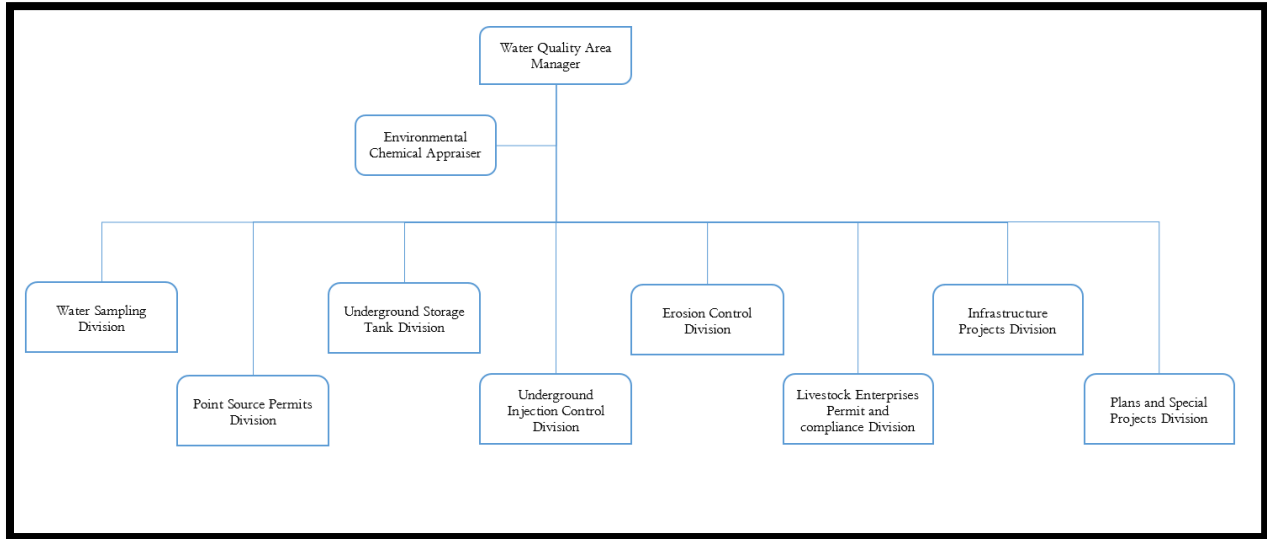 Water Quality Area
Manager
Environmental
Chemical Appraiser
Water Sampling
Division
Underground Storage
Tank Division
Erosion Control
Division
Infrastructure
Projects Division
Point Source Permits
Division
Underground
Injection Control
Division
Livestock Enterprises
Permit and
compliance Division
Plans and Special
Projects Division